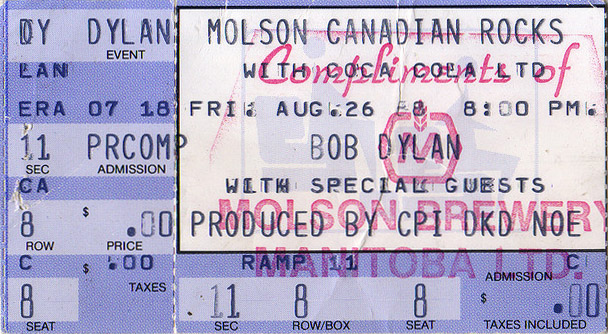 DY DYLAN
EVENT
LAN
ERA 07 18
11 PRCOMP
SEC ADMISSION
CA
8 $ .00
ROW PRICE
C $ .00
TAXES
8
SEAT
MOLSON CANADIAN ROCKS
Compliments of
WITH COCA COLA LTD
FRI. AUG. 26 8:00 PM
M
BOB DYLAN
WITH SPECIAL GUESTS
MOLSON BREWERY
PRODUCED BY CPI DKD NOE
MANITOBA LTD.
RAMP 11 C
ADMISSION
11 8 8 $ .00
SEC ROW/BOX SEAT TAXES INCLUDED